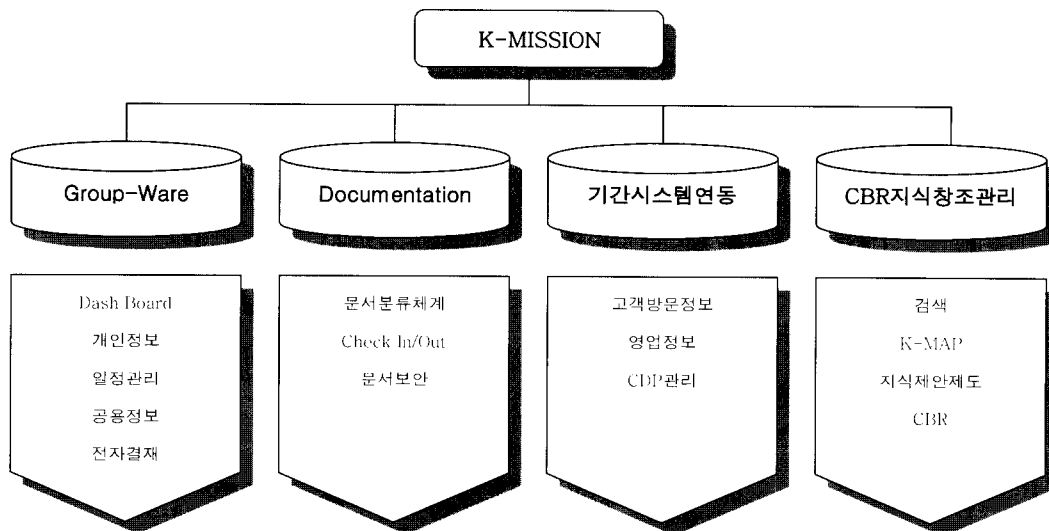 K-MISSION
Group-Ware
Documentation
기간시스템연동
CBR지식창조관리
Dash Board
개인정보
일정관리
공용정보
전자결재
문서분류체계
Check In/Out
문서보안
고객방문정보
영업정보
CDP관리
검색
K-MAP
지식제안제도
CBR